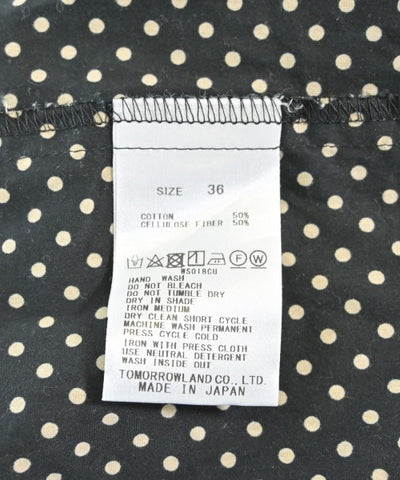 SIZE 36
COTTON 50%
CELLULOSE FIBER 50%
F W
WS018CU
HAND WASH
DO NOT BLEACH
DO NOT TUMBLE DRY
DRY IN SHADE
IRON MEDIUM
DRY CLEAN SHORT CYCLE
MACHINE WASH PERMANENT
PRESS CYCLE COLD
IRON WITH PRESS CLOTH
USE NEUTRAL DETERGENT
WASH INSIDE OUT
TOMORROWLAND CO., LTD.
MADE IN JAPAN